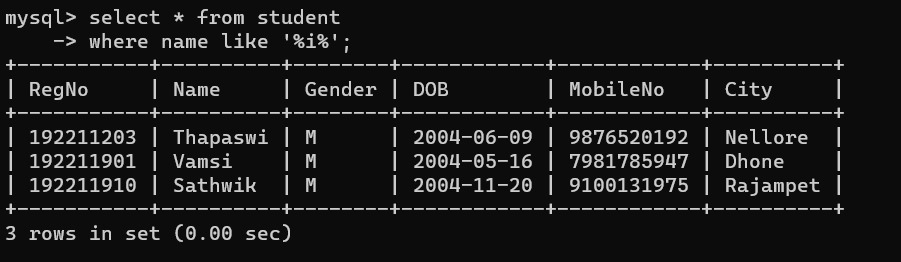 mysql> select * from student
    -> where name like '%i%';
+-----------+----------+--------+------------+-----------+----------+
| RegNo     | Name     | Gender | DOB        | MobileNo  | City     |
+-----------+----------+--------+------------+------------+----------+
| 192211203 | Thapaswi | M      | 2004-06-09 | 9876520192 | Nellore  |
| 192211901 | Vamsi    | M      | 2004-05-16 | 7981785947 | Dhone    |
| 192211910 | Sathwik  | M      | 2004-11-20 | 9100131975 | Rajampet |
+-----------+----------+--------+------------+------------+----------+
3 rows in set (0.00 sec)